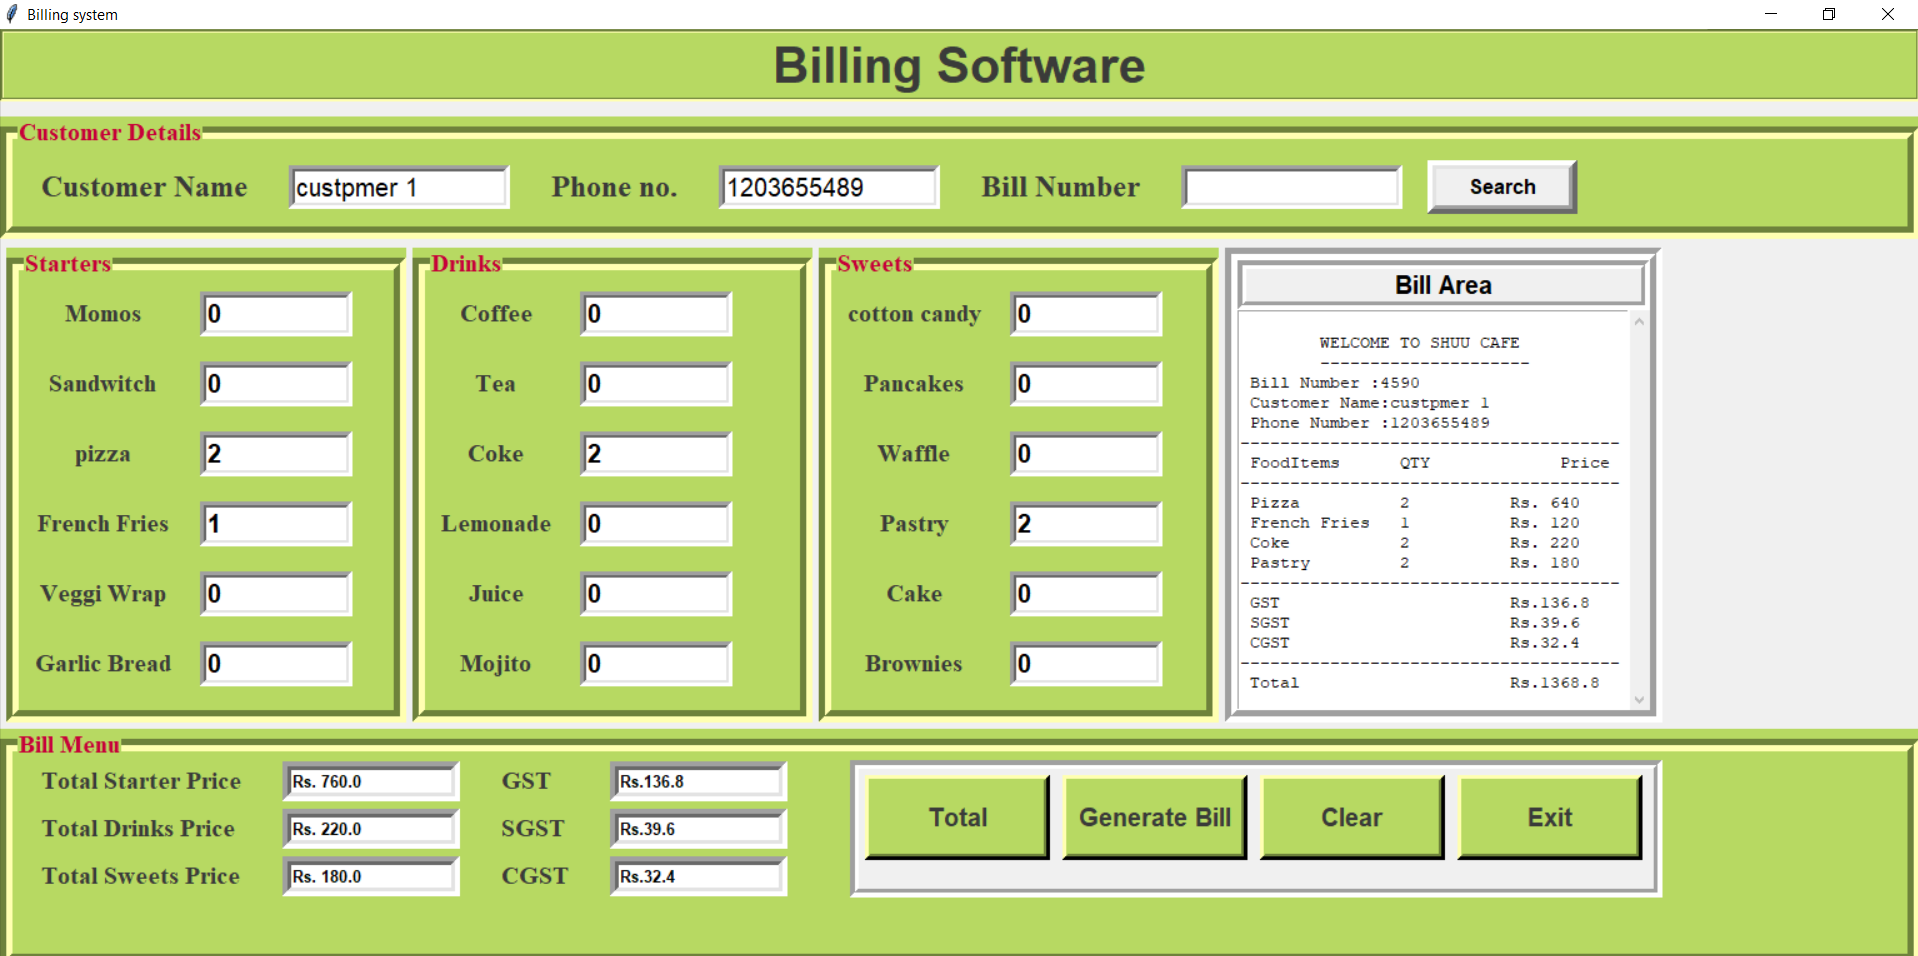 Billing system
Billing Software
Customer Details
Customer Name custpmer 1 Phone no. 1203655489 Bill Number Search
Starters
Momos 0
Sandwitch 0
pizza 2
French Fries 1
Veggi Wrap 0
Garlic Bread 0
Drinks
Coffee 0
Tea 0
Coke 2
Lemonade 0
Juice 0
Mojito 0
Sweets
cotton candy 0
Pancakes 0
Waffle 0
Pastry 2
Cake 0
Brownies 0
Bill Area
WELCOME TO SHUU CAFE
---------------------
Bill Number :4590
Customer Name:custpmer 1
Phone Number :1203655489
--------------------------------------
FoodItems QTY Price
--------------------------------------
Pizza 2 Rs. 640
French Fries 1 Rs. 120
Coke 2 Rs. 220
Pastry 2 Rs. 180
--------------------------------------
GST Rs.136.8
SGST Rs.39.6
CGST Rs.32.4
--------------------------------------
Total Rs.1368.8
Bill Menu
Total Starter Price Rs. 760.0 GST Rs.136.8
Total Drinks Price Rs. 220.0 SGST Rs.39.6
Total Sweets Price Rs. 180.0 CGST Rs.32.4
Total Generate Bill Clear Exit